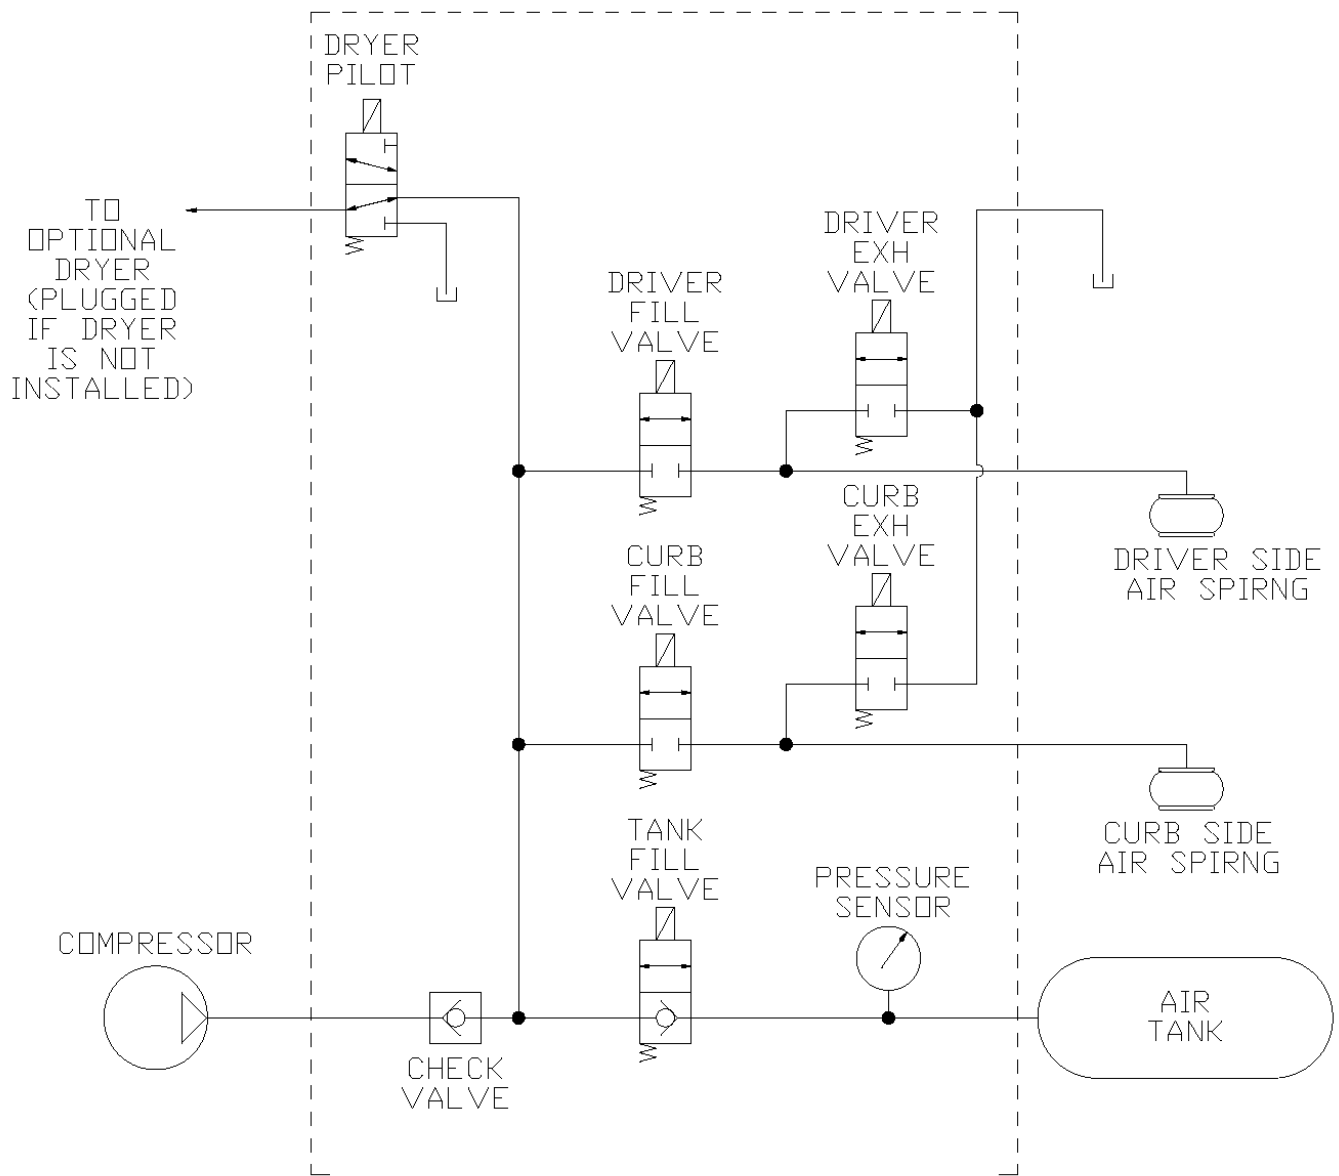 DRYER
PILOT
TO
OPTIONAL
DRYER
(PLUGGED
IF DRYER
IS NOT
INSTALLED)
DRIVER
EXH
VALVE
DRIVER
FILL
VALVE
CURB
EXH
VALVE
DRIVER SIDE
AIR SPIRNG
CURB
FILL
VALVE
CURB SIDE
AIR SPIRNG
TANK
FILL
VALVE
PRESSURE
SENSOR
COMPRESSOR
AIR
TANK
CHECK
VALVE